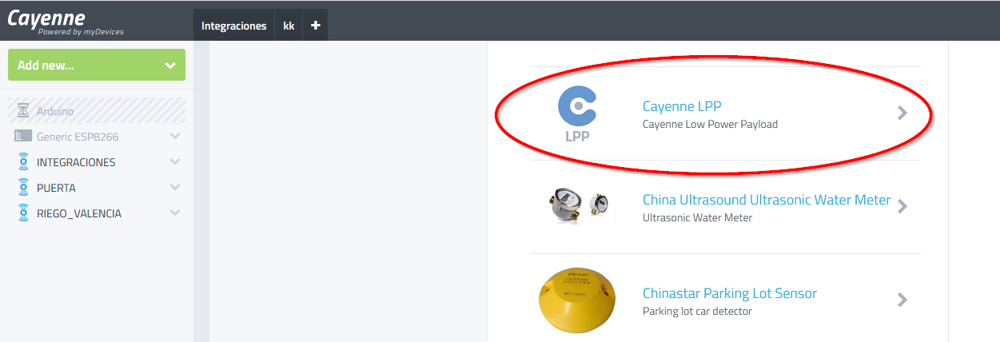 Cayenne
Powered by myDevices
Integraciones
kk
+
Add new...
Arduino
Generic ESP8266
INTEGRACIONES
PUERTA
RIEGO_VALENCIA
LPP
Cayenne LPP
Cayenne Low Power Payload
China Ultrasound Ultrasonic Water Meter
Ultrasonic Water Meter
Chinastar Parking Lot Sensor
Parking lot car detector